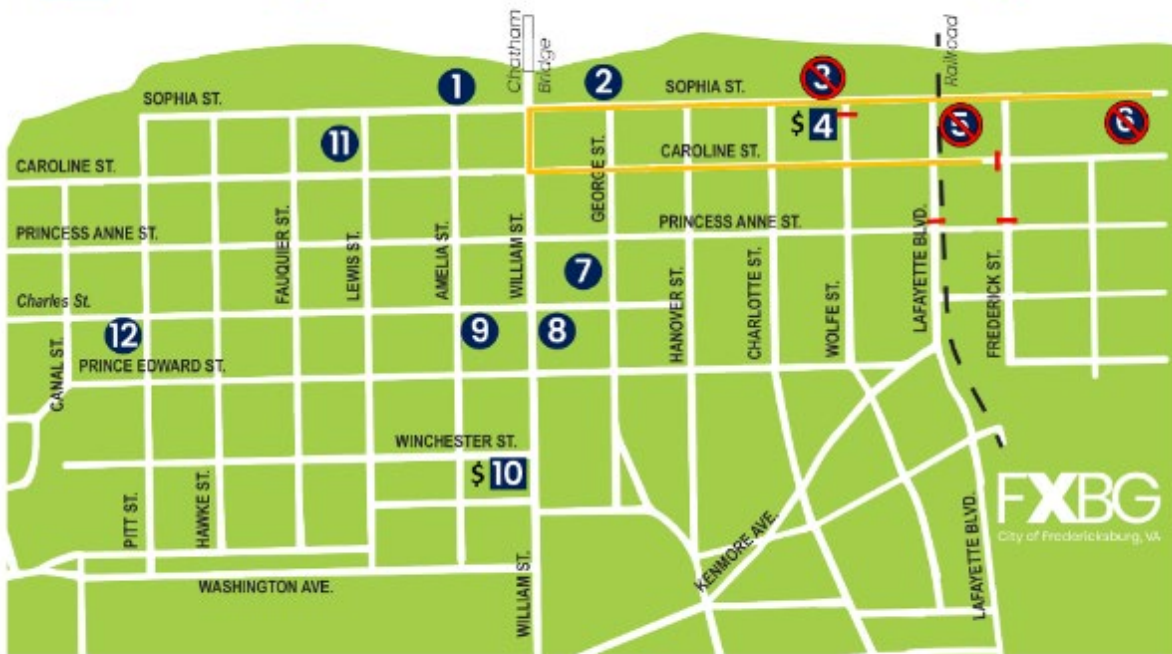 Chatham
Bridge
Railroad
1
2
3
SOPHIA ST.
SOPHIA ST.
$ 4
5
6
11
CAROLINE ST.
CAROLINE ST.
GEORGE ST.
PRINCESS ANNE ST.
PRINCESS ANNE ST.
FAUQUIER ST.
LEWIS ST.
AMELIA ST.
WILLIAM ST.
7
HANOVER ST.
CHARLOTTE ST.
WOLFE ST.
LAFAYETTE BLVD.
FREDERICK ST.
Charles St.
12
9
8
CANAL ST.
PRINCE EDWARD ST.
WINCHESTER ST.
$ 10
PITT ST.
HAWKE ST.
WASHINGTON AVE.
WILLIAM ST.
KENMORE AVE.
LAFAYETTE BLVD.
FXBG
City of Fredericksburg, VA